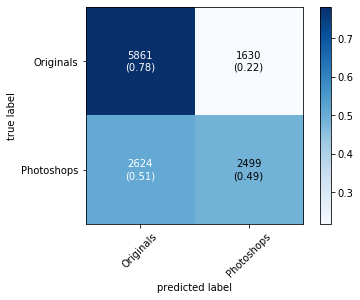 5861
(0.78)
1630
(0.22)
2624
(0.51)
2499
(0.49)
Originals
Photoshops
true label
Originals
Photoshops
predicted label
0.7
0.6
0.5
0.4
0.3